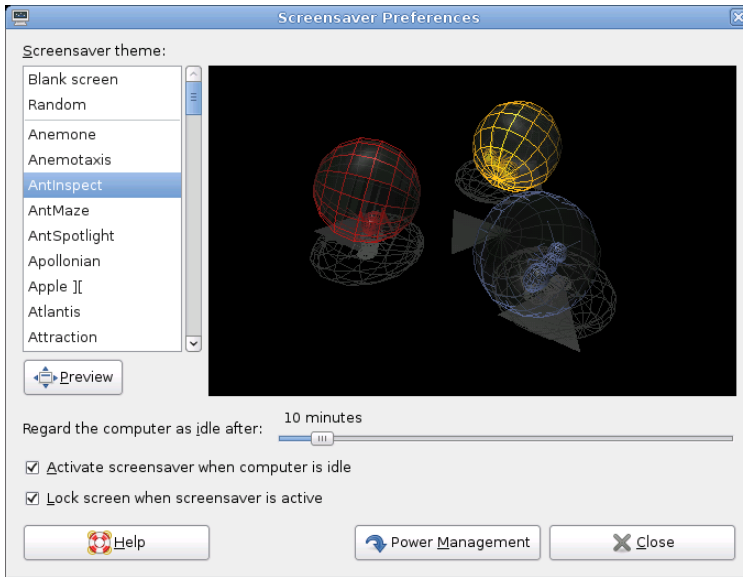 Screensaver Preferences
Screensaver theme:
Blank screen
Random
Anemone
Anemotaxis
AntInspect
AntMaze
AntSpotlight
Apollonian
Apple ][
Atlantis
Attraction
Preview
10 minutes
Regard the computer as idle after:
Activate screensaver when computer is idle
Lock screen when screensaver is active
Help
Power Management
Close